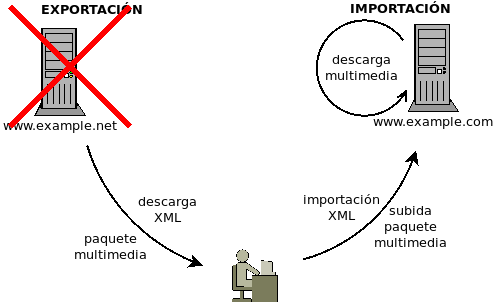 EXPORTACIÓN
www.example.net
IMPORTACIÓN
descarga
multimedia
www.example.com
descarga
XML
paquete
multimedia
importación
XML
subida
paquete
multimedia